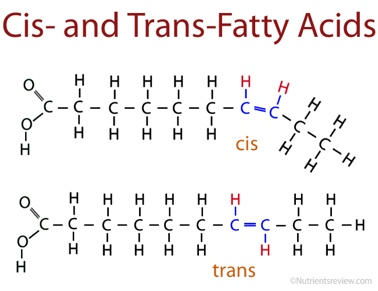 Cis- and Trans-Fatty Acids
H H H H H H H
O
C – C – C – C – C – C – C = C
H H
C C
O H H H H H H H H
H
cis
H H H H H H H H
O
C – C – C – C – C – C – C = C – C – C – H
O H H H H H H H H
H
trans
©Nutrientsreview.com